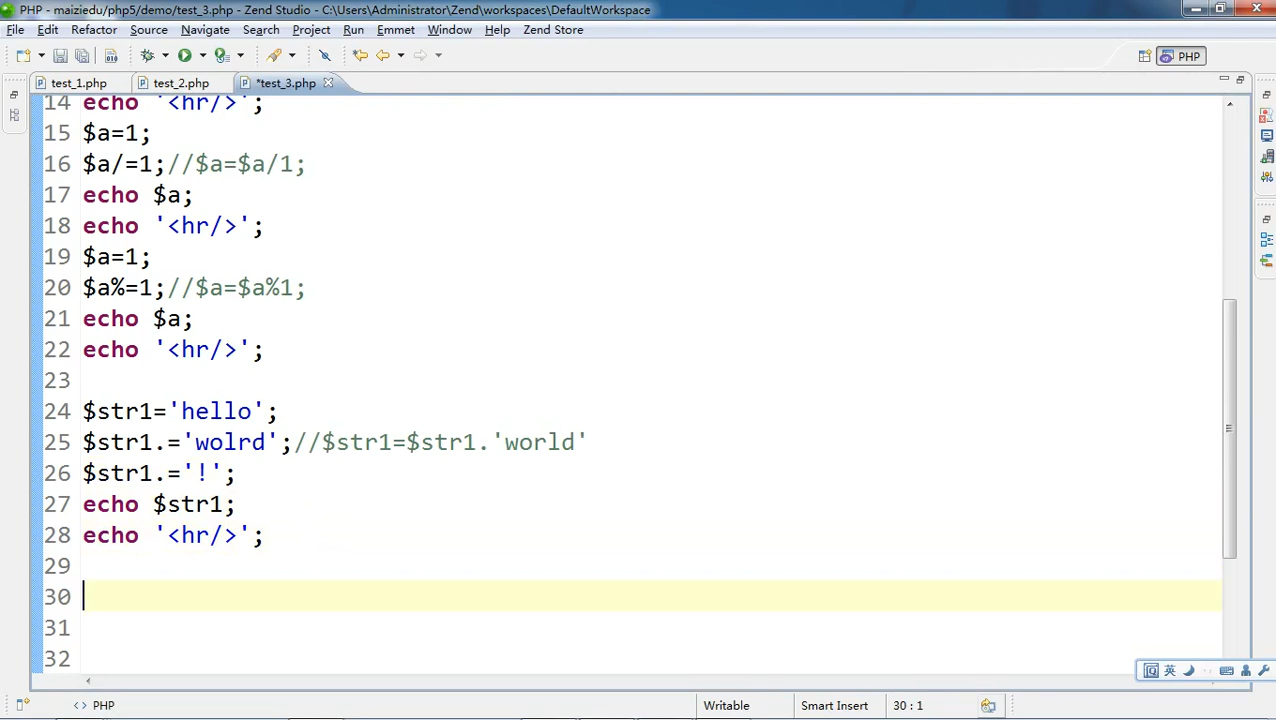 PHP - maiziedu/php5/demo/test_3.php - Zend Studio - C:\Users\Administrator\Zend\workspaces\DefaultWorkspace
File Edit Refactor Source Navigate Search Project Run Emmet Window Help Zend Store
PHP
test_1.php test_2.php *test_3.php
14 echo '<hr/>';
15 $a=1;
16 $a/=1;//$a=$a/1;
17 echo $a;
18 echo '<hr/>';
19 $a=1;
20 $a%=1;//$a=$a%1;
21 echo $a;
22 echo '<hr/>';
23
24 $str1='hello';
25 $str1.='wolrd';//$str1=$str1.'world'
26 $str1.='!';
27 echo $str1;
28 echo '<hr/>';
29
30
31
32
英
<> PHP Writable Smart Insert 30 : 1